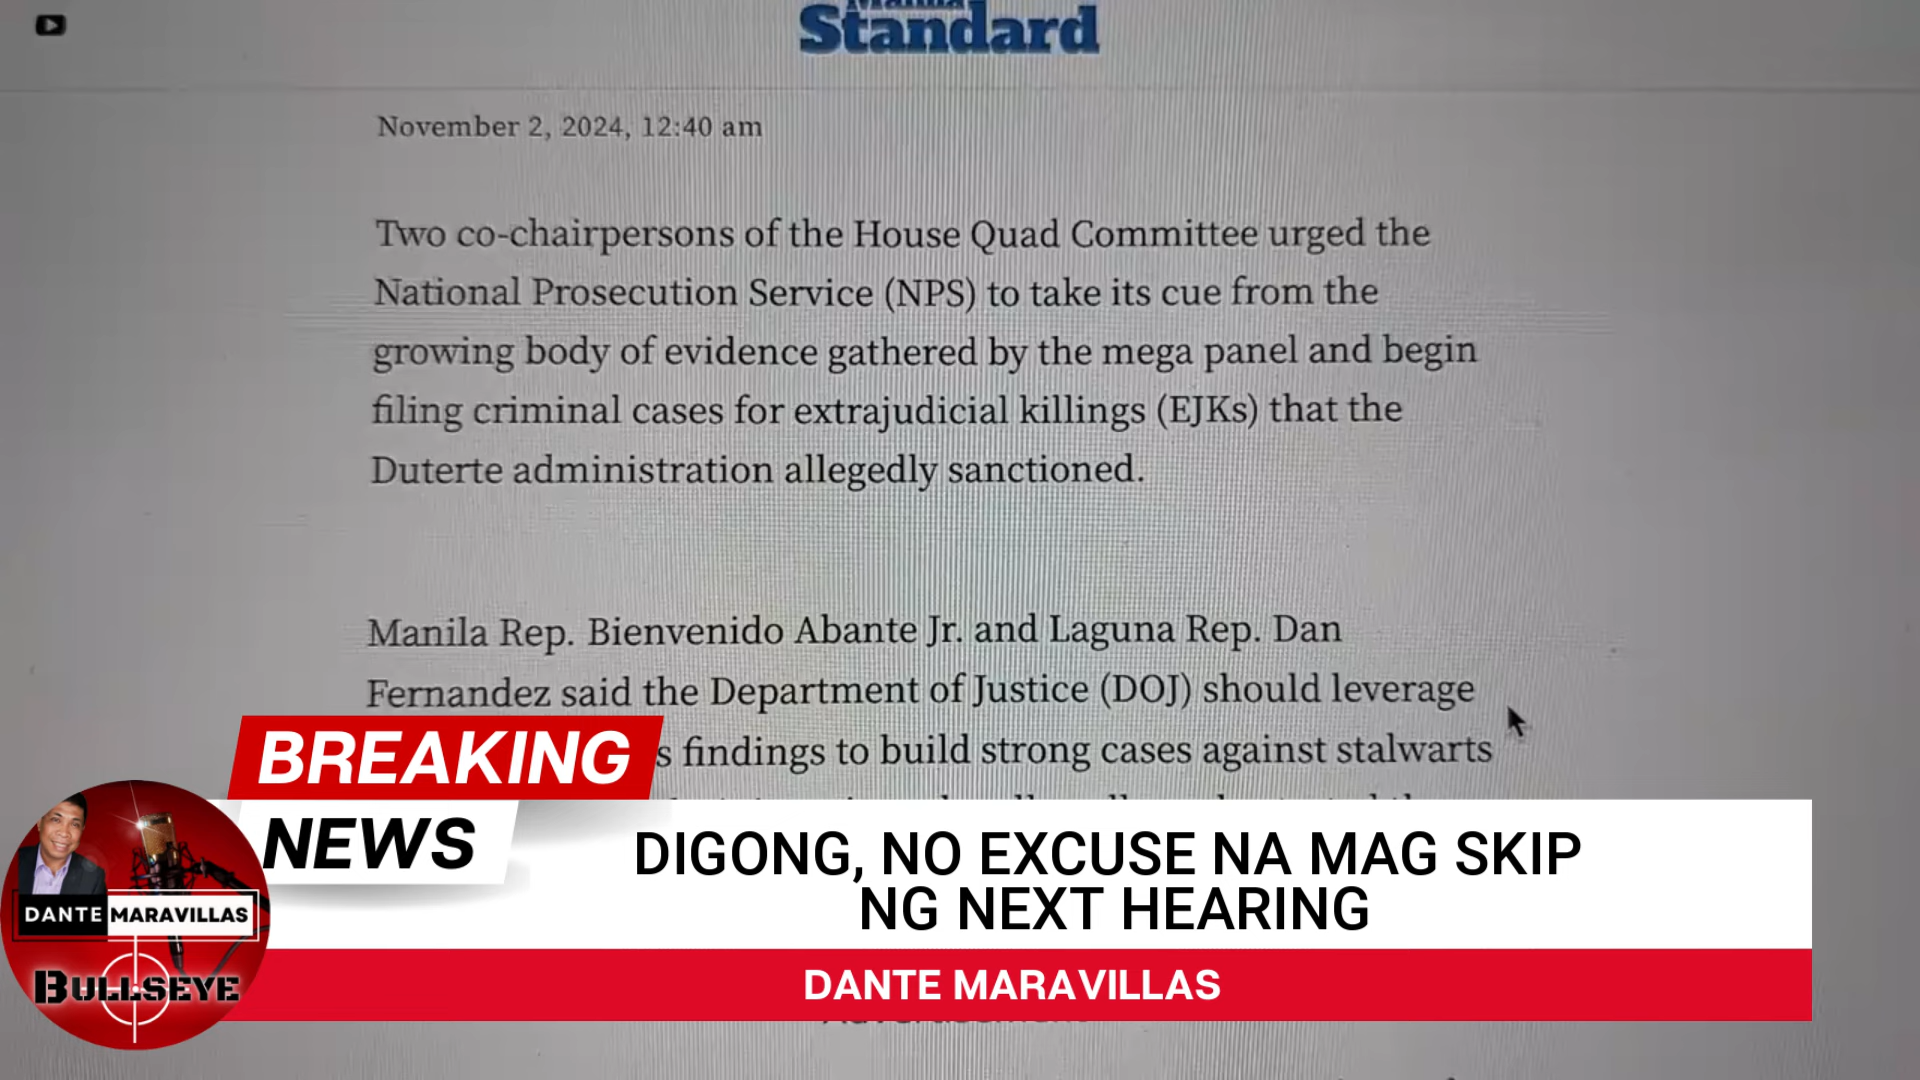 Manila
Standard
November 2, 2024, 12:40 am
Two co-chairpersons of the House Quad Committee urged the
National Prosecution Service (NPS) to take its cue from the
growing body of evidence gathered by the mega panel and begin
filing criminal cases for extrajudicial killings (EJKs) that the
Duterte administration allegedly sanctioned.
Manila Rep. Bienvenido Abante Jr. and Laguna Rep. Dan
Fernandez said the Department of Justice (DOJ) should leverage
findings to build strong cases against stalwarts
BREAKING
NEWS
DIGONG, NO EXCUSE NA MAG SKIP
NG NEXT HEARING
DANTE MARAVILLAS
DANTE MARAVILLAS
BULLSEYE